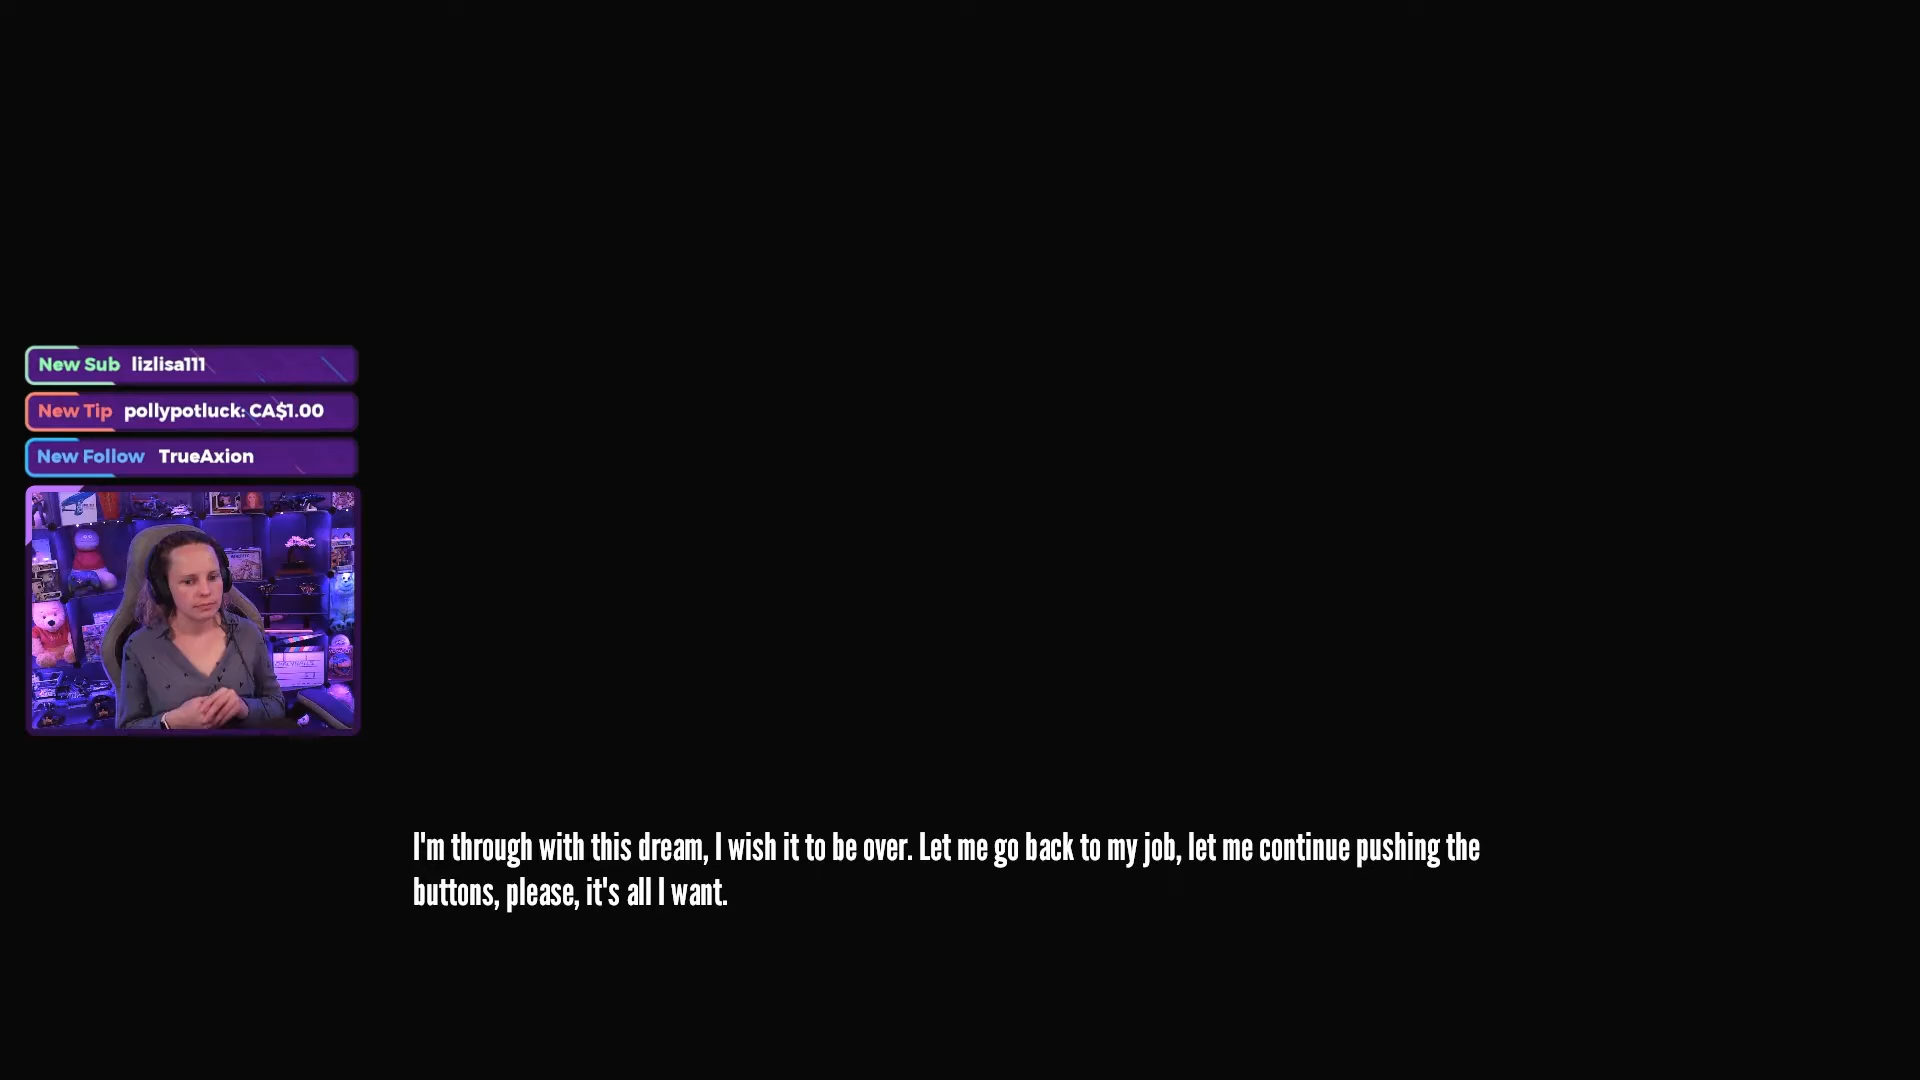 New Sub lizlisa111
New Tip pollypotluck: CA$1.00
New Follow TrueAxion
I'm through with this dream, I wish it to be over. Let me go back to my job, let me continue pushing the
buttons, please, it's all I want.